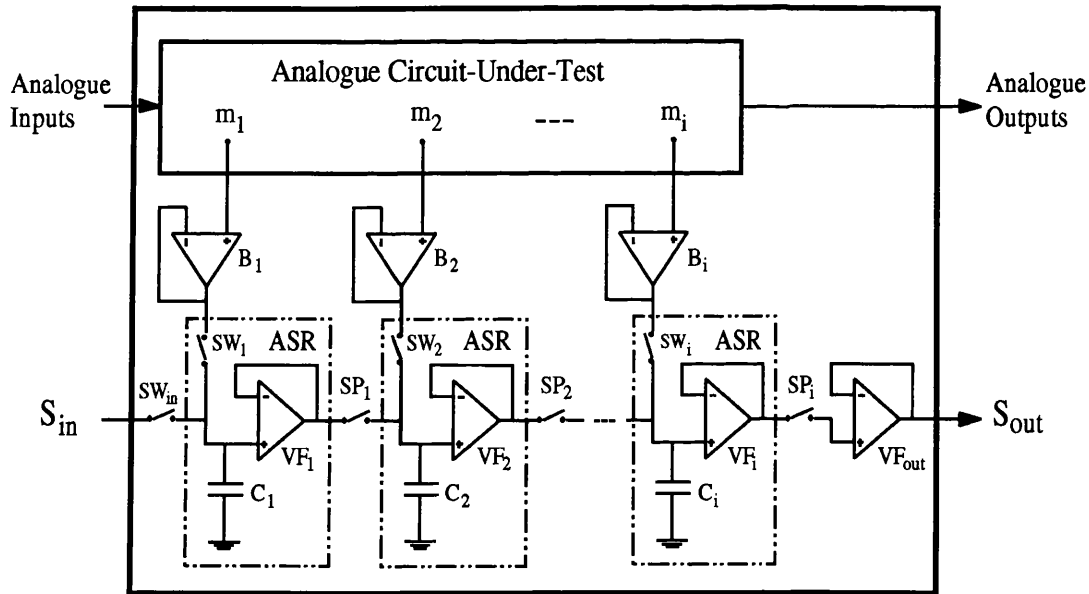 Analogue Circuit-Under-Test
Analogue Inputs
Analogue Outputs
m1 m2 --- mi
B1 B2 Bi
SW1 ASR SW2 ASR SWi ASR
SWin SP1 SP2 SPi
Sin Sout
VF1 VF2 VFi VFout
C1 C2 Ci